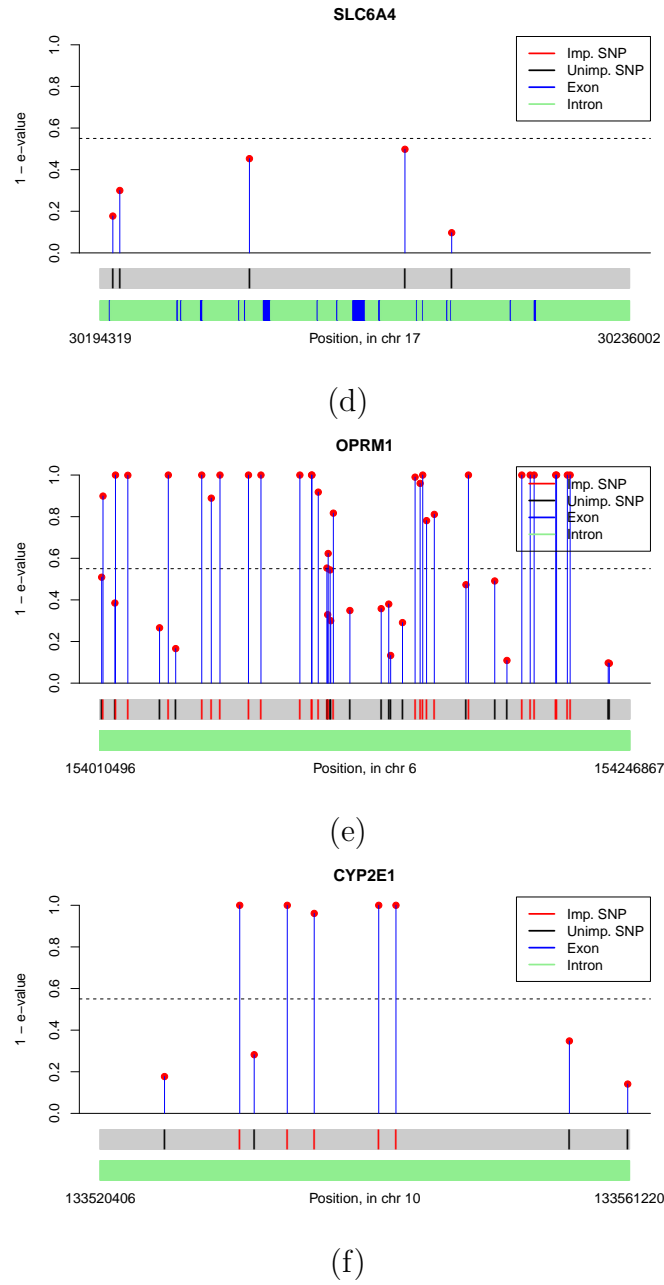 SLC6A4
1 − e−value
1.0
0.8
0.6
0.4
0.2
0.0
Imp. SNP
Unimp. SNP
Exon
Intron
30194319 Position, in chr 17 30236002
(d)
OPRM1
1 − e−value
1.0
0.8
0.6
0.4
0.2
0.0
Imp. SNP
Unimp. SNP
Exon
Intron
154010496 Position, in chr 6 154246867
(e)
CYP2E1
1 − e−value
1.0
0.8
0.6
0.4
0.2
0.0
Imp. SNP
Unimp. SNP
Exon
Intron
133520406 Position, in chr 10 133561220
(f)